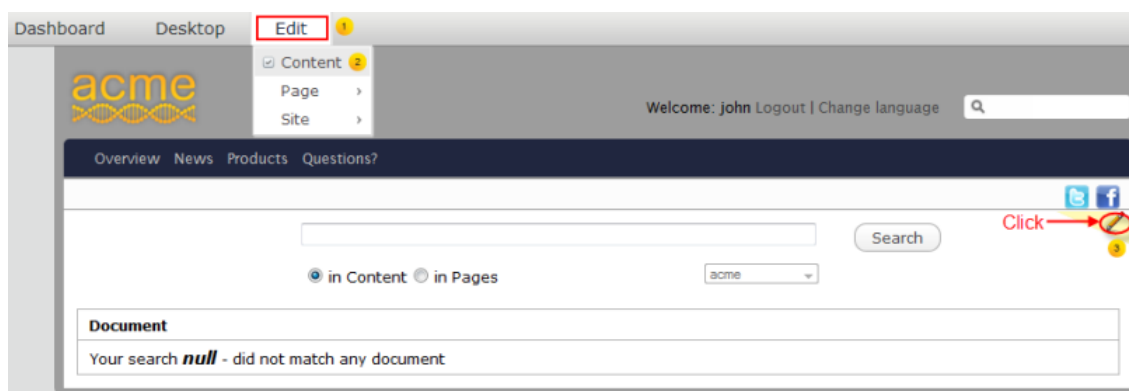 Dashboard Desktop Edit 1
Content 2
Page
Site
acme
Welcome: john Logout | Change language
Overview News Products Questions?
Click
3
Search
in Content in Pages
acme
Document
Your search null - did not match any document